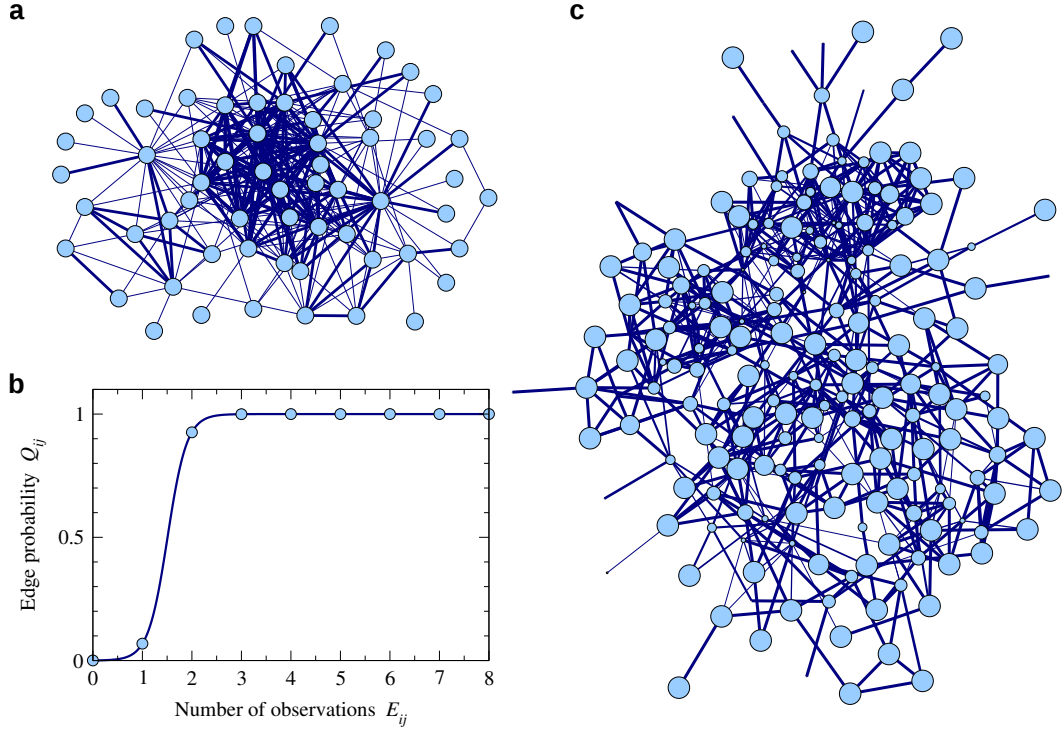 a
c
b
1
0.5
0
0 1 2 3 4 5 6 7 8
Edge probability Q_ij
Number of observations E_ij